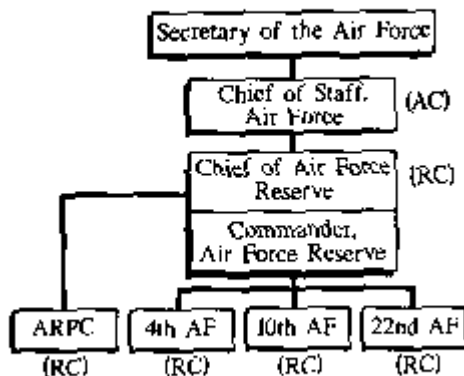 Secretary of the Air Force
Chief of Staff,
Air Force
(AC)
Chief of Air Force
Reserve
(RC)
Commander,
Air Force Reserve
ARPC
4th AF
10th AF
22nd AF
(RC)
(RC)
(RC)
(RC)